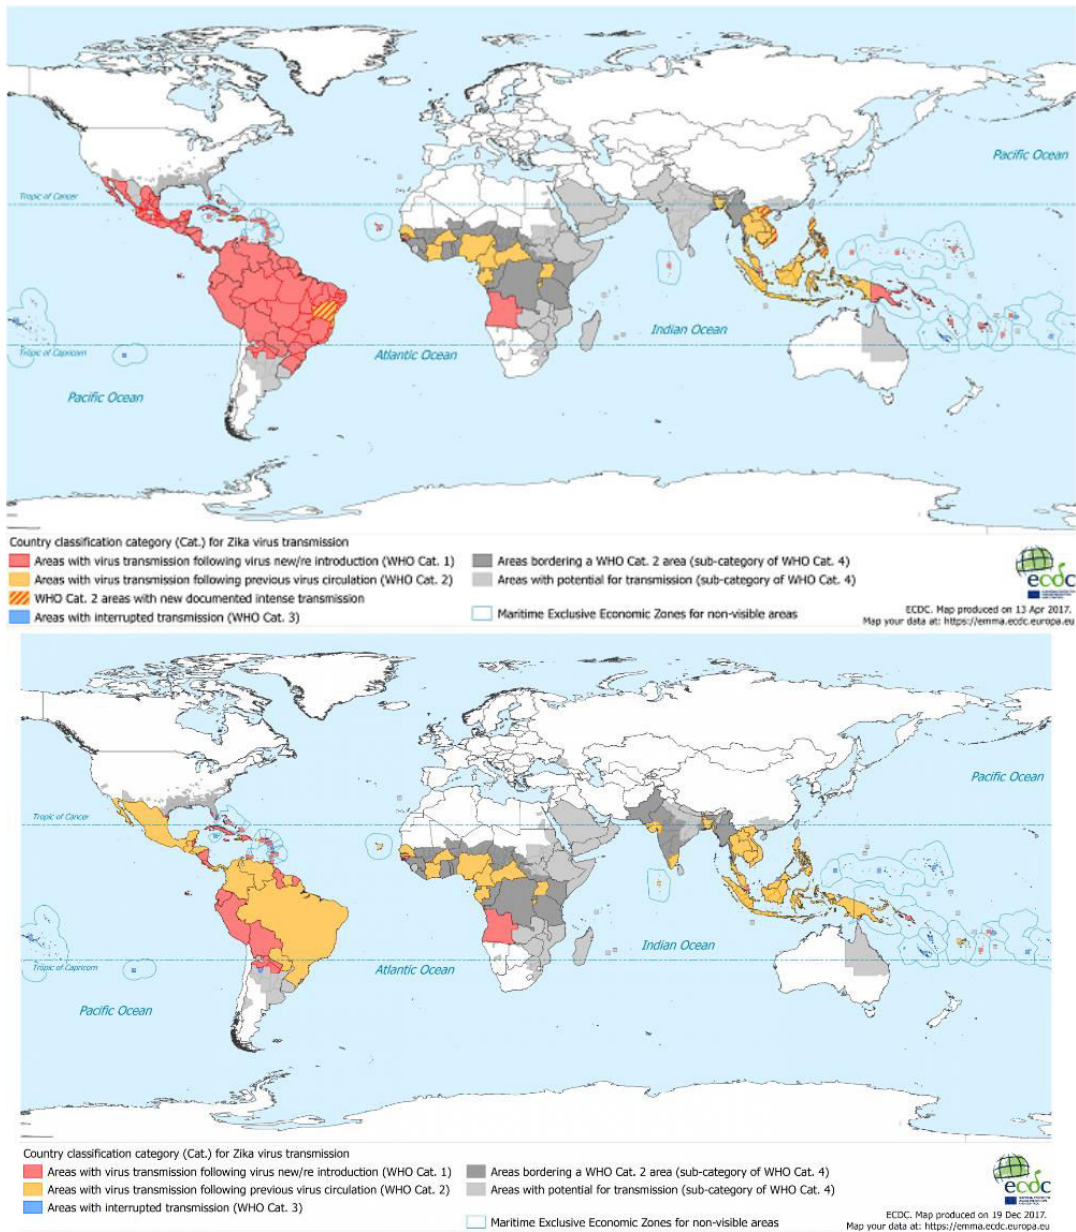 Pacific Ocean
Tropic of Cancer
Indian Ocean
Atlantic Ocean
Tropic of Capricorn
Pacific Ocean
Country classification category (Cat.) for Zika virus transmission
Areas with virus transmission following virus new/re introduction (WHO Cat. 1)
Areas with virus transmission following previous virus circulation (WHO Cat. 2)
WHO Cat. 2 areas with new documented intense transmission
Areas with interrupted transmission (WHO Cat. 3)
Areas bordering a WHO Cat. 2 area (sub-category of WHO Cat. 4)
Areas with potential for transmission (sub-category of WHO Cat. 4)
Maritime Exclusive Economic Zones for non-visible areas
ecdc
ECDC. Map produced on 13 Apr 2017.
Map your data at: https://emma.ecdc.europa.eu
Pacific Ocean
Tropic of Cancer
Indian Ocean
Atlantic Ocean
Tropic of Capricorn
Pacific Ocean
Country classification category (Cat.) for Zika virus transmission
Areas with virus transmission following virus new/re introduction (WHO Cat. 1)
Areas with virus transmission following previous virus circulation (WHO Cat. 2)
Areas with interrupted transmission (WHO Cat. 3)
Areas bordering a WHO Cat. 2 area (sub-category of WHO Cat. 4)
Areas with potential for transmission (sub-category of WHO Cat. 4)
Maritime Exclusive Economic Zones for non-visible areas
ecdc
ECDC. Map produced on 19 Dec 2017.
Map your data at: https://emma.ecdc.europa.eu